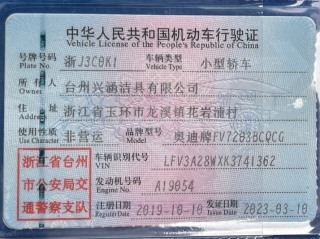 中华人民共和国机动车行驶证
Vehicle License of the People's Republic of China
号牌号码 浙J3C0K1 车辆类型 小型轿车
Plate No. Vehicle Type
所有人 台州兴涵洁具有限公司
Owner
住址 浙江省玉环市龙溪镇花岩浦村
Address
使用性质 非营运 品牌型号 奥迪牌FV7203BCQCG
Use Character Model
浙江省台州 车辆识别代号 LFV3A28WXK3741362
VIN
市公安局交 发动机号码 A19054
Engine No.
通警察支队 注册日期 2019-10-10 发证日期 2023-03-10
Register Date Issue Date